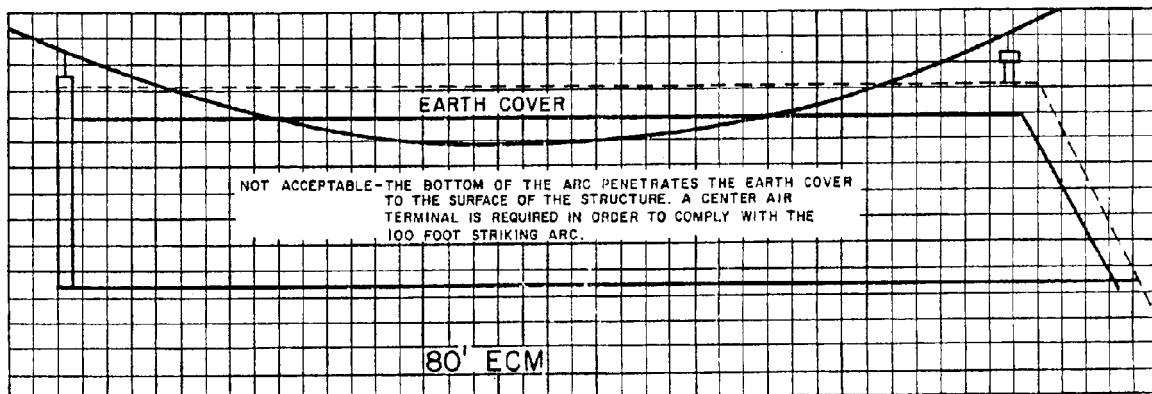 EARTH COVER
NOT ACCEPTABLE-THE BOTTOM OF THE ARC PENETRATES THE EARTH COVER
TO THE SURFACE OF THE STRUCTURE. A CENTER AIR
TERMINAL IS REQUIRED IN ORDER TO COMPLY WITH THE
100 FOOT STRIKING ARC.
80' ECM